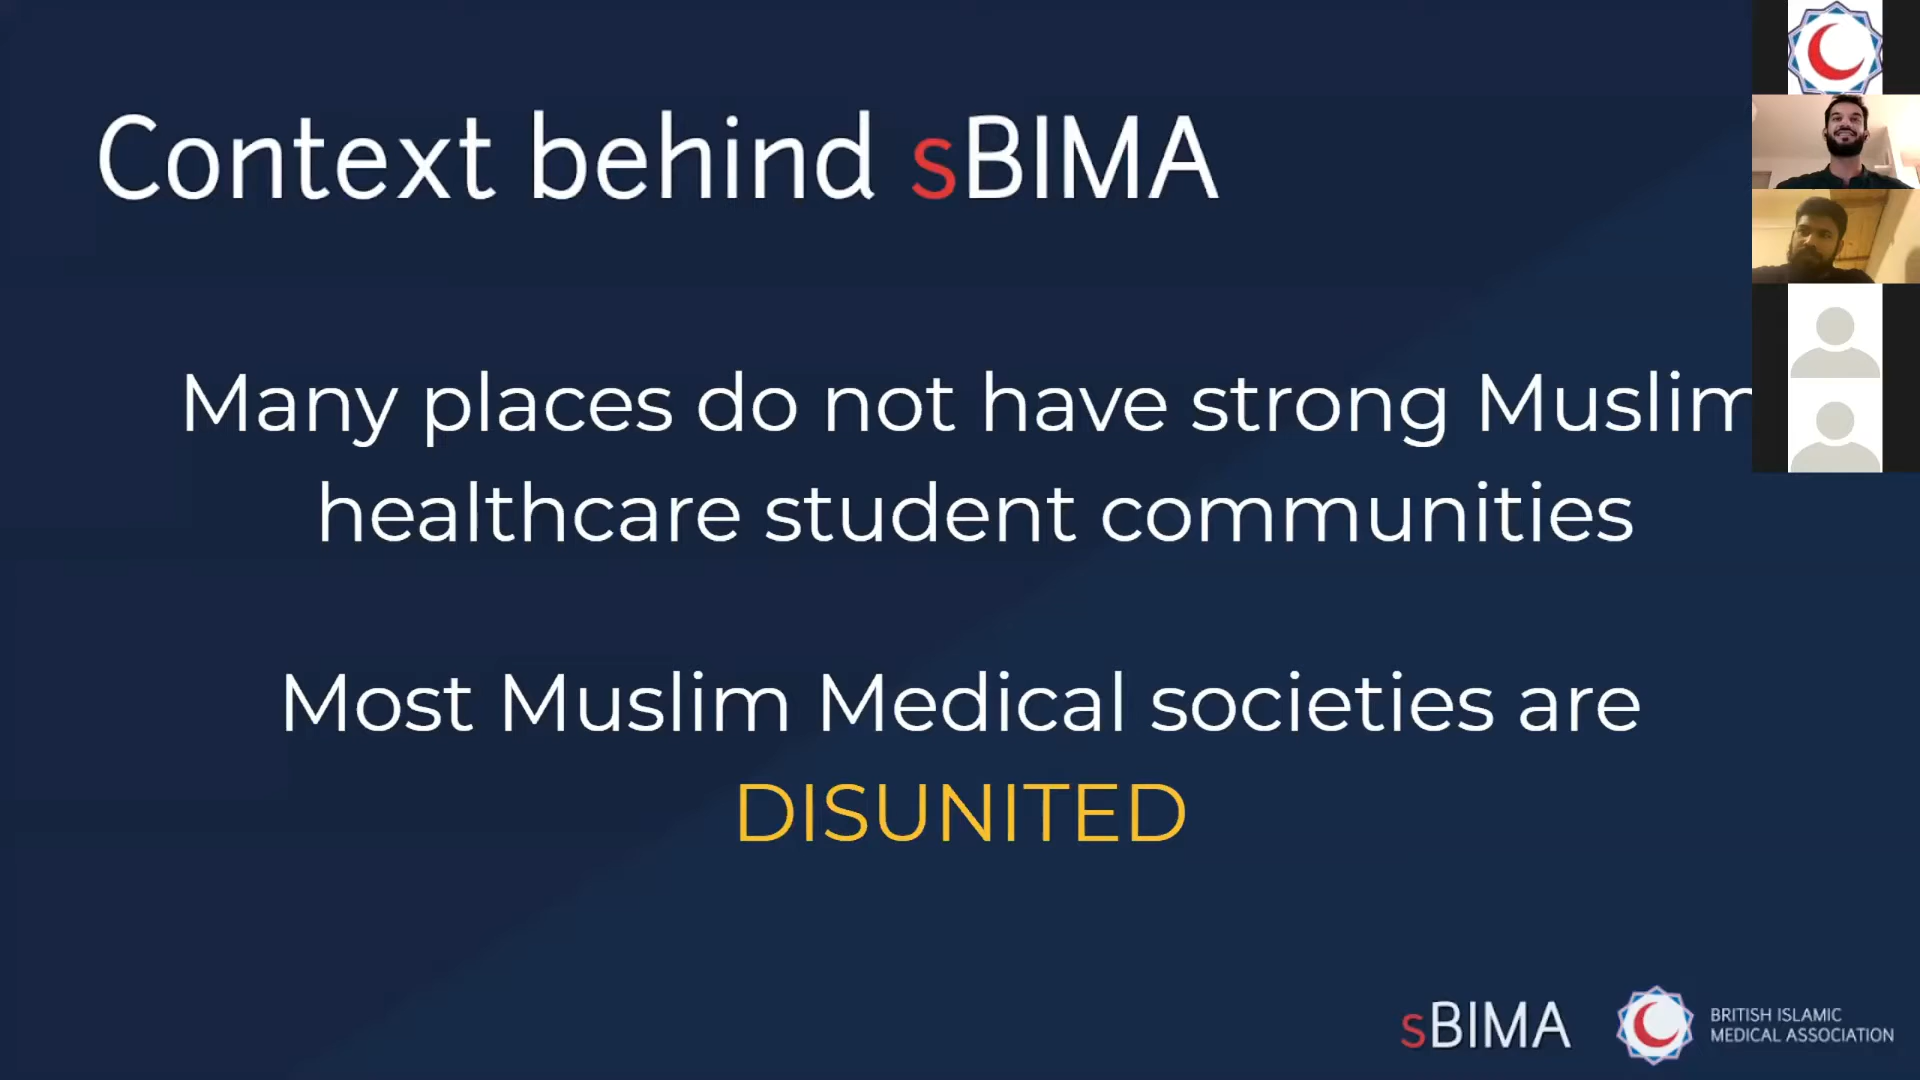 Context behind sBIMA
Many places do not have strong Muslim
healthcare student communities
Most Muslim Medical societies are
DISUNITED
sBIMA
BRITISH ISLAMIC
MEDICAL ASSOCIATION